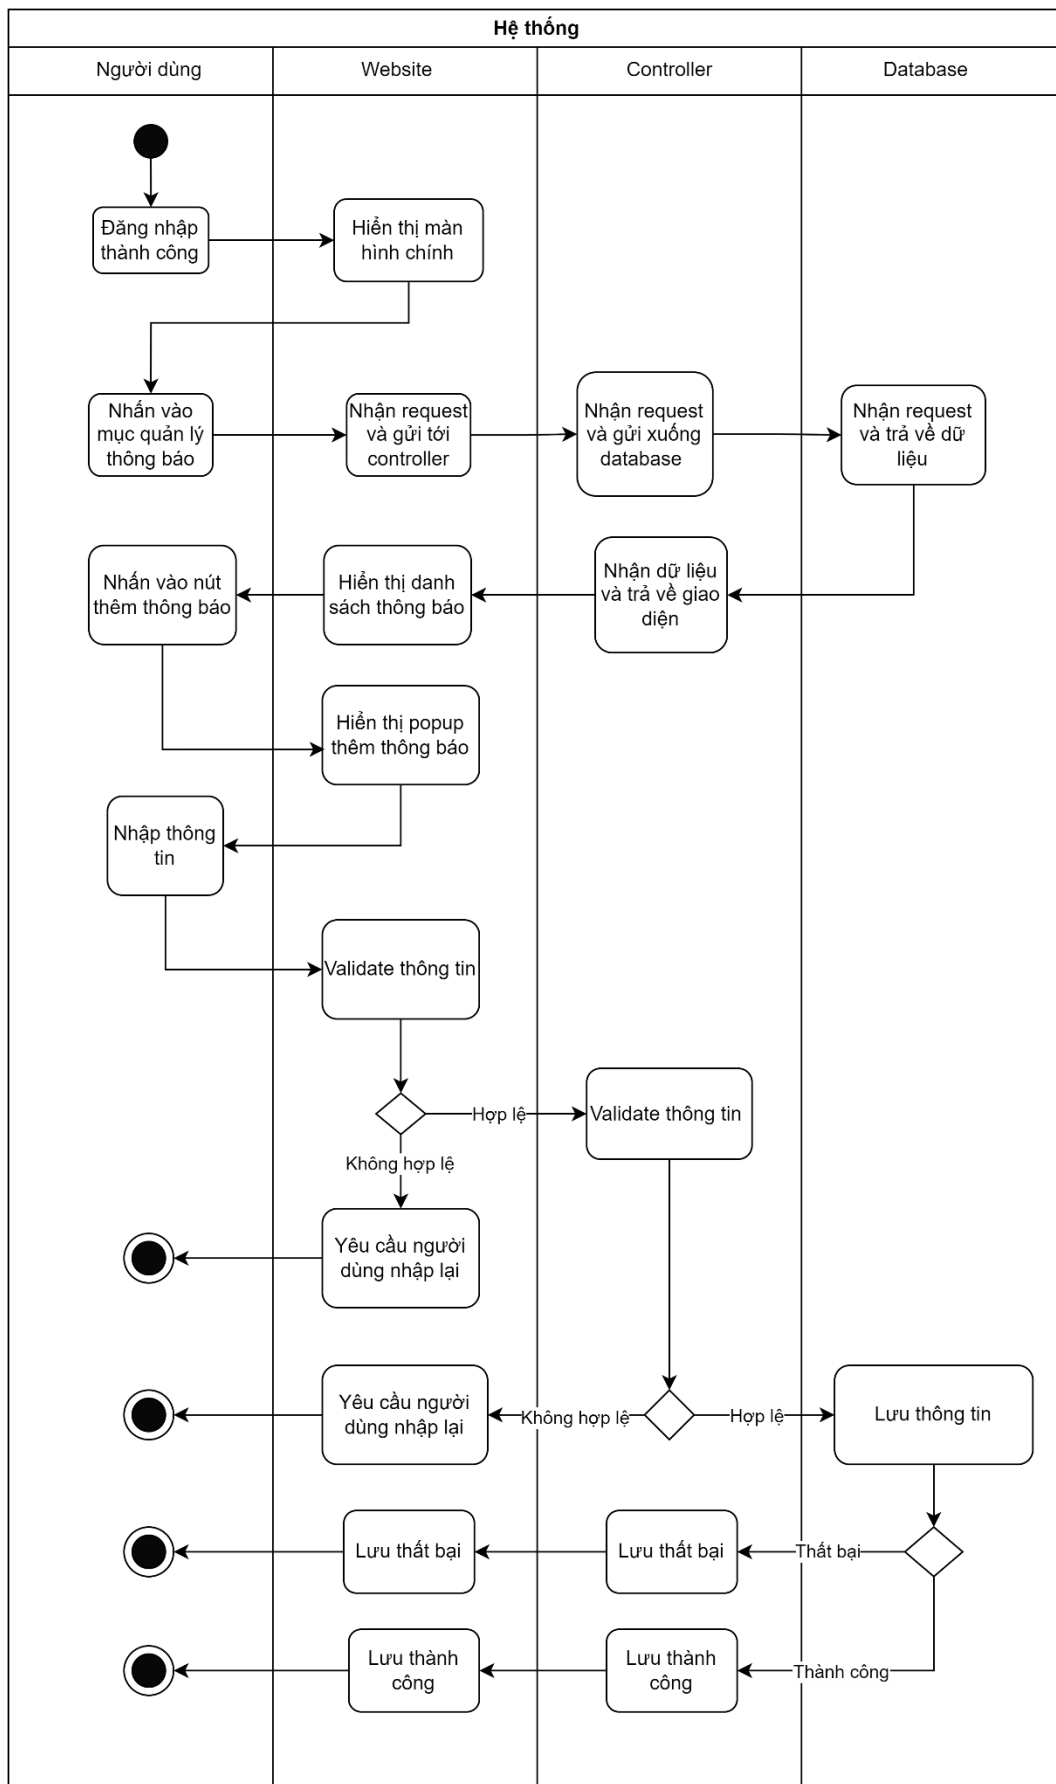 Hệ thống
Người dùng
Website
Controller
Database
Đăng nhập
thành công
Hiển thị màn
hình chính
Nhấn vào
mục quản lý
thông báo
Nhận request
và gửi tới
controller
Nhận request
và gửi xuống
database
Nhận request
và trả về dữ
liệu
Nhấn vào nút
thêm thông báo
Hiển thị danh
sách thông báo
Nhận dữ liệu
và trả về giao
diện
Hiển thị popup
thêm thông báo
Nhập thông
tin
Validate thông tin
Hợp lệ
Validate thông tin
Không hợp lệ
Yêu cầu người
dùng nhập lại
Yêu cầu người
dùng nhập lại
Không hợp lệ
Hợp lệ
Lưu thông tin
Lưu thất bại
Lưu thất bại
Thất bại
Lưu thành
công
Lưu thành
công
Thành công